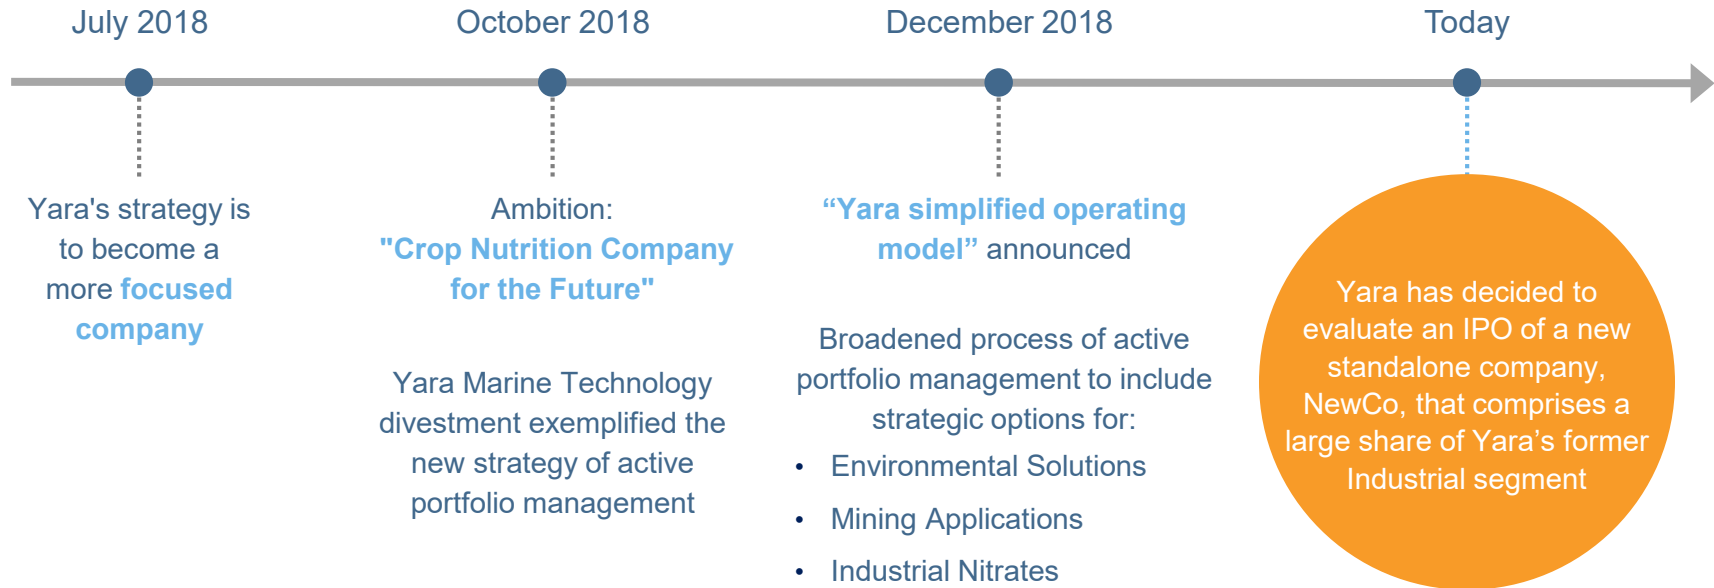 July 2018
October 2018
December 2018
Today
Yara's strategy is
to become a
more focused
company
Ambition:
"Crop Nutrition Company
for the Future"
Yara Marine Technology
divestment exemplified the
new strategy of active
portfolio management
“Yara simplified operating
model” announced
Broadened process of active
portfolio management to include
strategic options for:
• Environmental Solutions
• Mining Applications
• Industrial Nitrates
Yara has decided to
evaluate an IPO of a new
standalone company,
NewCo, that comprises a
large share of Yara’s former
Industrial segment